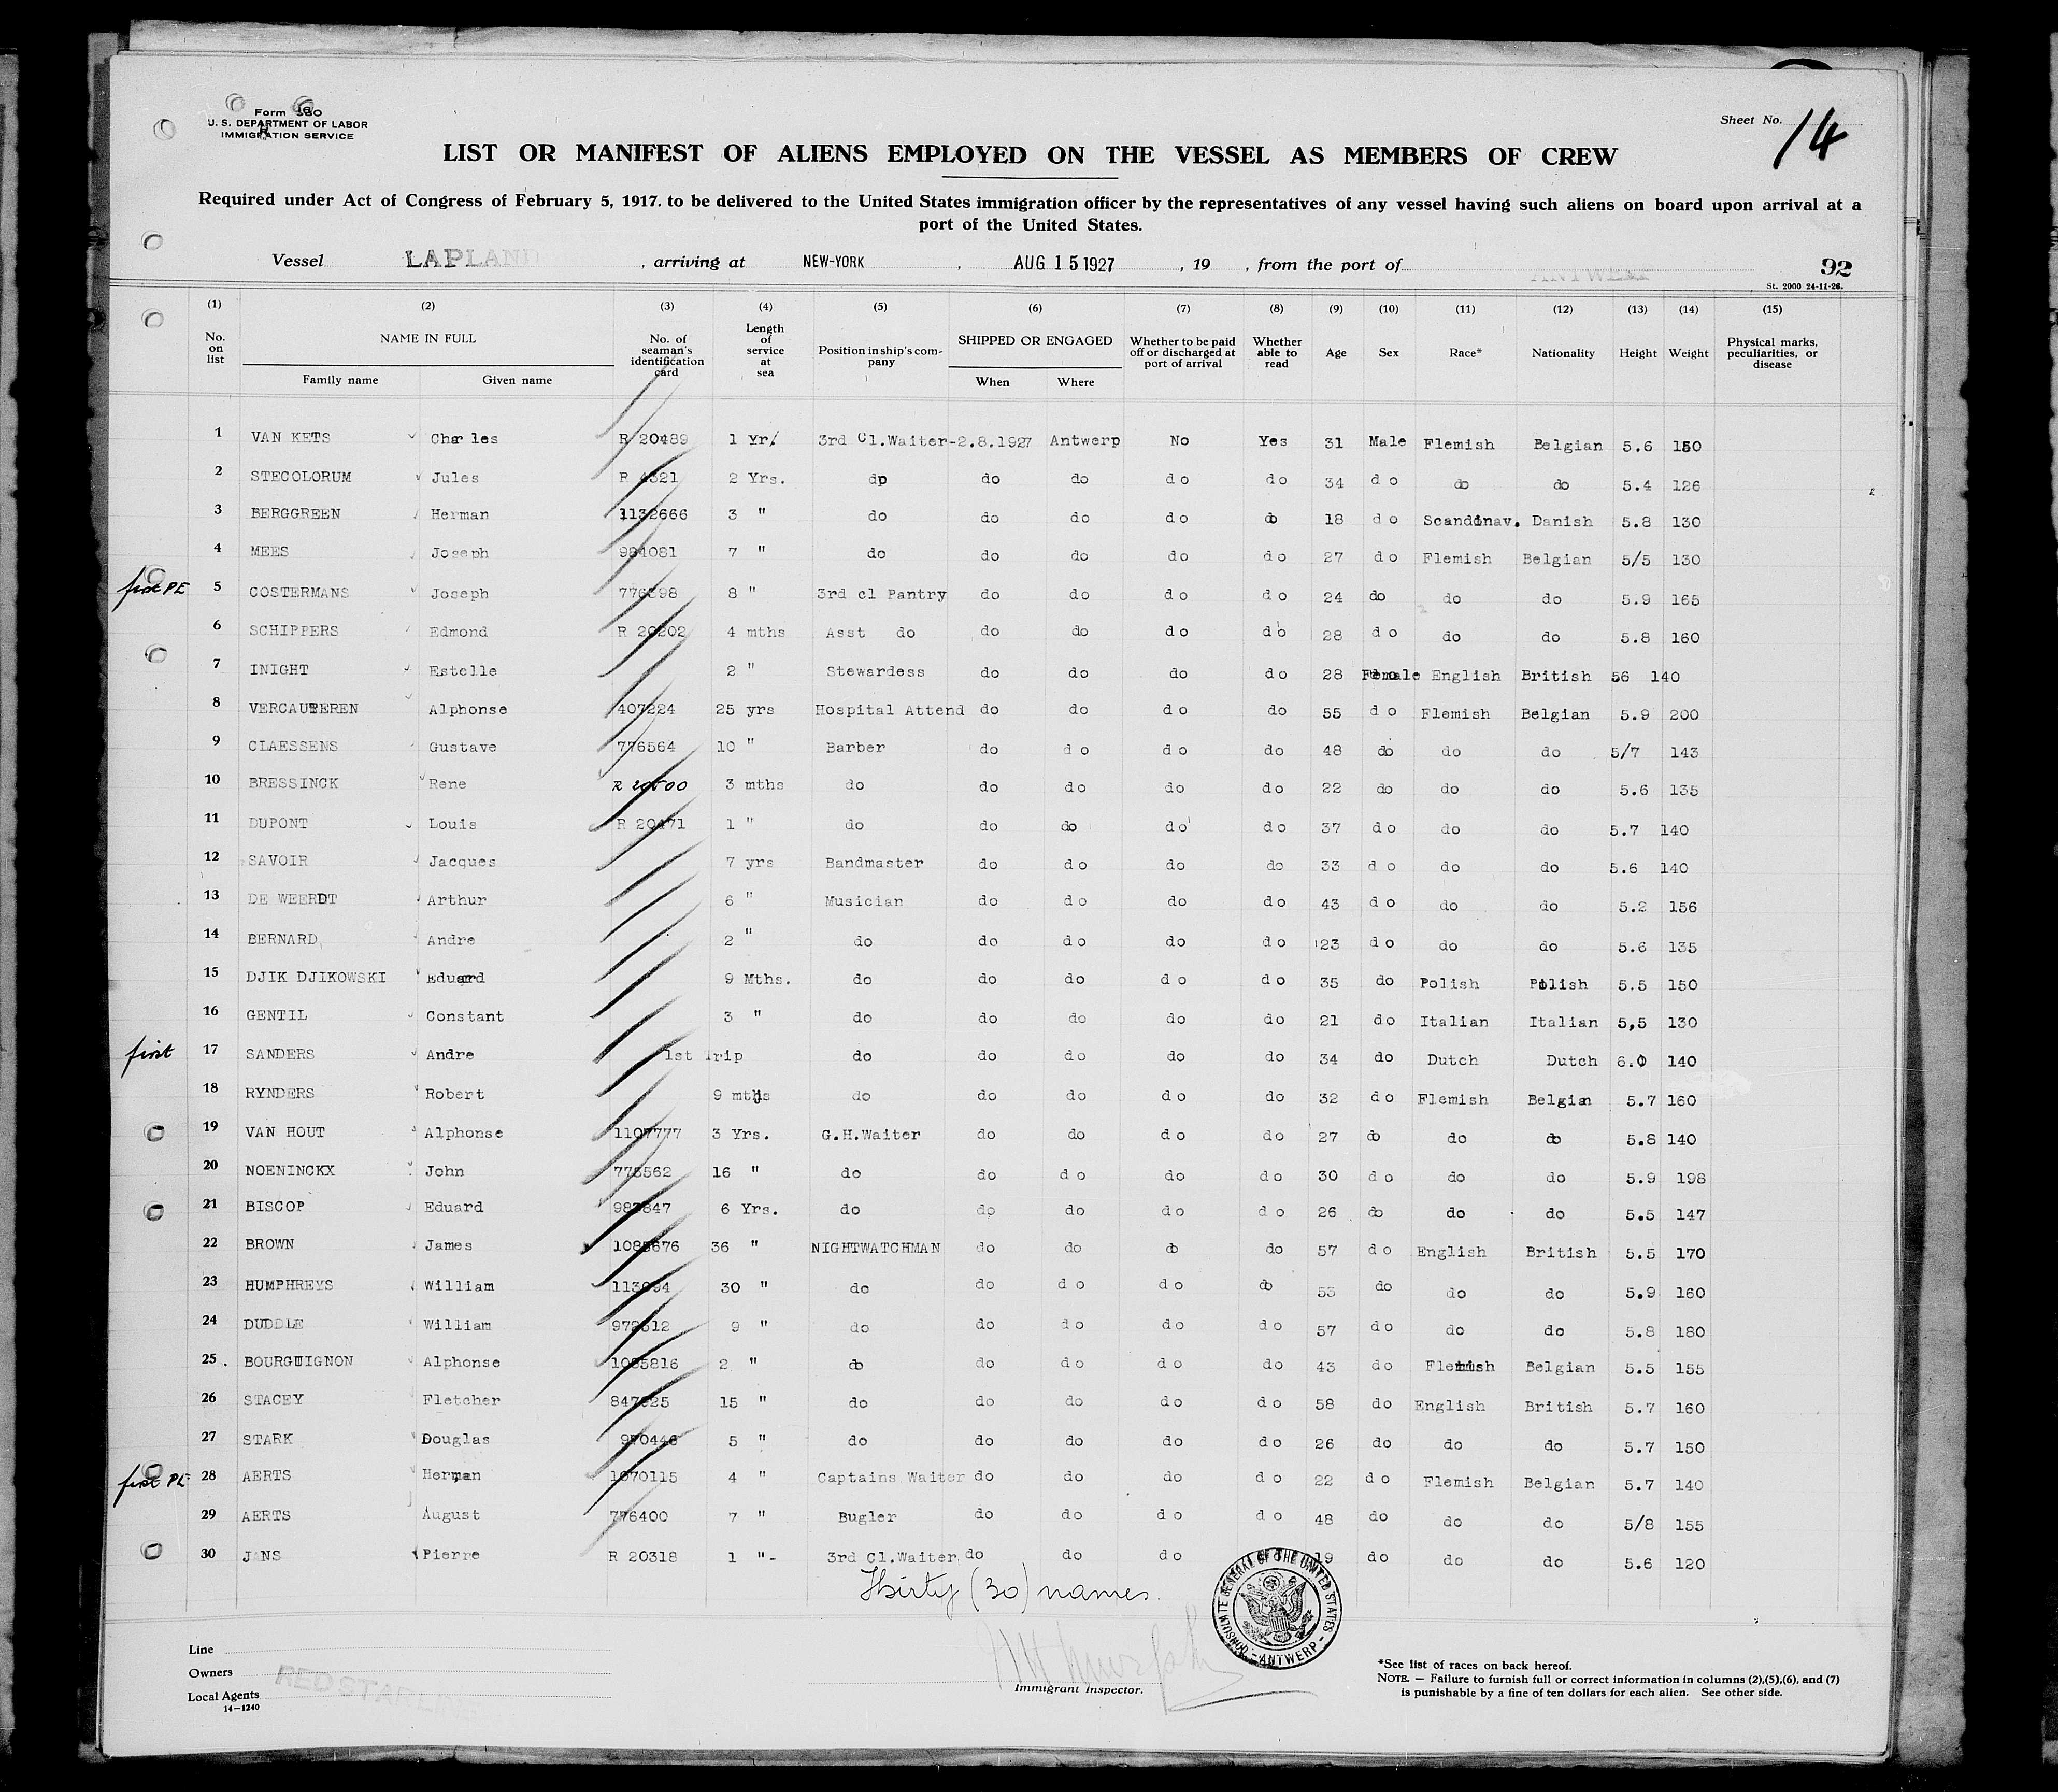 Form 680
U. S. DEPARTMENT OF LABOR
IMMIGRATION SERVICE
Sheet No. 14
LIST OR MANIFEST OF ALIENS EMPLOYED ON THE VESSEL AS MEMBERS OF CREW
Required under Act of Congress of February 5, 1917. to be delivered to the United States immigration officer by the representatives of any vessel having such aliens on board upon arrival at a
port of the United States.
Vessel LAPLAND , arriving at NEW-YORK , AUG 15 1927 , 19 , from the port of ANTWERP 92
St. 2000 24-11-26.
(1) (2) (3) (4) (5) (6) (7) (8) (9) (10) (11) (12) (13) (14) (15)
No. on list NAME IN FULL Family name Given name No. of seaman's identification card Length of service at sea Position in ship's company SHIPPED OR ENGAGED When Where Whether to be paid off or discharged at port of arrival Whether able to read Age Sex Race* Nationality Height Weight Physical marks, peculiarities, or disease
1 VAN KETS Charles R 20489 1 Yr. 3rd Cl.Waiter-2.8.1927 Antwerp No Yes 31 Male Flemish Belgian 5.6 150
2 STECOLORUM Jules R 4321 2 Yrs. dp do do do do 34 do do do 5.4 126
3 BERGGREEN Herman 1132666 3 " do do do do do 18 do Scandinav. Danish 5.8 130
4 MEES Joseph 984081 7 " do do do do do 27 do Flemish Belgian 5/5 130
first PE 5 COSTERMANS Joseph 776398 8 " 3rd cl Pantry do do do do 24 do do do 5.9 165
6 SCHIPPERS Edmond R 20202 4 mths Asst do do do do do 28 do do do 5.8 160
7 INIGHT Estelle 2 " Stewardess do do do do 28 Female English British 56 140
8 VERCAUTEREN Alphonse 407224 25 yrs Hospital Attend do do do do 55 do Flemish Belgian 5.9 200
9 CLAESSENS Gustave 776564 10 " Barber do do do do 48 do do do 5/7 143
10 BRESSINCK Rene R 20500 3 mths do do do do do 22 do do do 5.6 135
11 DUPONT Louis R 20471 1 " do do do do do 37 do do do 5.7 140
12 SAVOIR Jacques 7 yrs Bandmaster do do do do 33 do do do 5.6 140
13 DE WEERDT Arthur 6 " Musician do do do do 43 do do do 5.2 156
14 BERNARD Andre 2 " do do do do do 23 do do do 5.6 135
15 DJIK DJIKOWSKI Eduard 9 Mths. do do do do do 35 do Polish Polish 5.5 150
16 GENTIL Constant 3 " do do do do do 21 do Italian Italian 5,5 130
first 17 SANDERS Andre 1st Trip do do do do do 34 do Dutch Dutch 6.0 140
18 RYNDERS Robert 9 mths do do do do do 32 do Flemish Belgian 5.7 160
19 VAN HOUT Alphonse 1107777 3 Yrs. G.H.Waiter do do do do 27 do do do 5.8 140
20 NOENINCKX John 776562 16 " do do do do do 30 do do do 5.9 198
21 BISCOP Eduard 983847 6 Yrs. do do do do do 26 do do do 5.5 147
22 BROWN James 1085676 36 " NIGHTWATCHMAN do do do do 57 do English British 5.5 170
23 HUMPHREYS William 113094 30 " do do do do do 53 do do do 5.9 160
24 DUDDLE William 972612 9 " do do do do do 57 do do do 5.8 180
25. BOURGUIGNON Alphonse 1085816 2 " do do do do do 43 do Flemish Belgian 5.5 155
26 STACEY Fletcher 847825 15 " do do do do do 58 do English British 5.7 160
27 STARK Douglas 970446 5 " do do do do do 26 do do do 5.7 150
first PE 28 AERTS Herman 1070115 4 " Captains Waiter do do do do 22 do Flemish Belgian 5.7 140
29 AERTS August 776400 7 " Bugler do do do do 48 do do do 5/8 155
30 JANS Pierre R 20318 1 "- 3rd Cl.Waiter do do do 19 do do do 5.6 120
Thirty (30) names.
CONSULATE GENERAL OF THE UNITED STATES - ANTWERP -
Line
Owners RED STAR LINE
Local Agents
14-1240
Immigrant Inspector.
*See list of races on back hereof.
NOTE. — Failure to furnish full or correct information in columns (2),(5),(6), and (7)
is punishable by a fine of ten dollars for each alien. See other side.